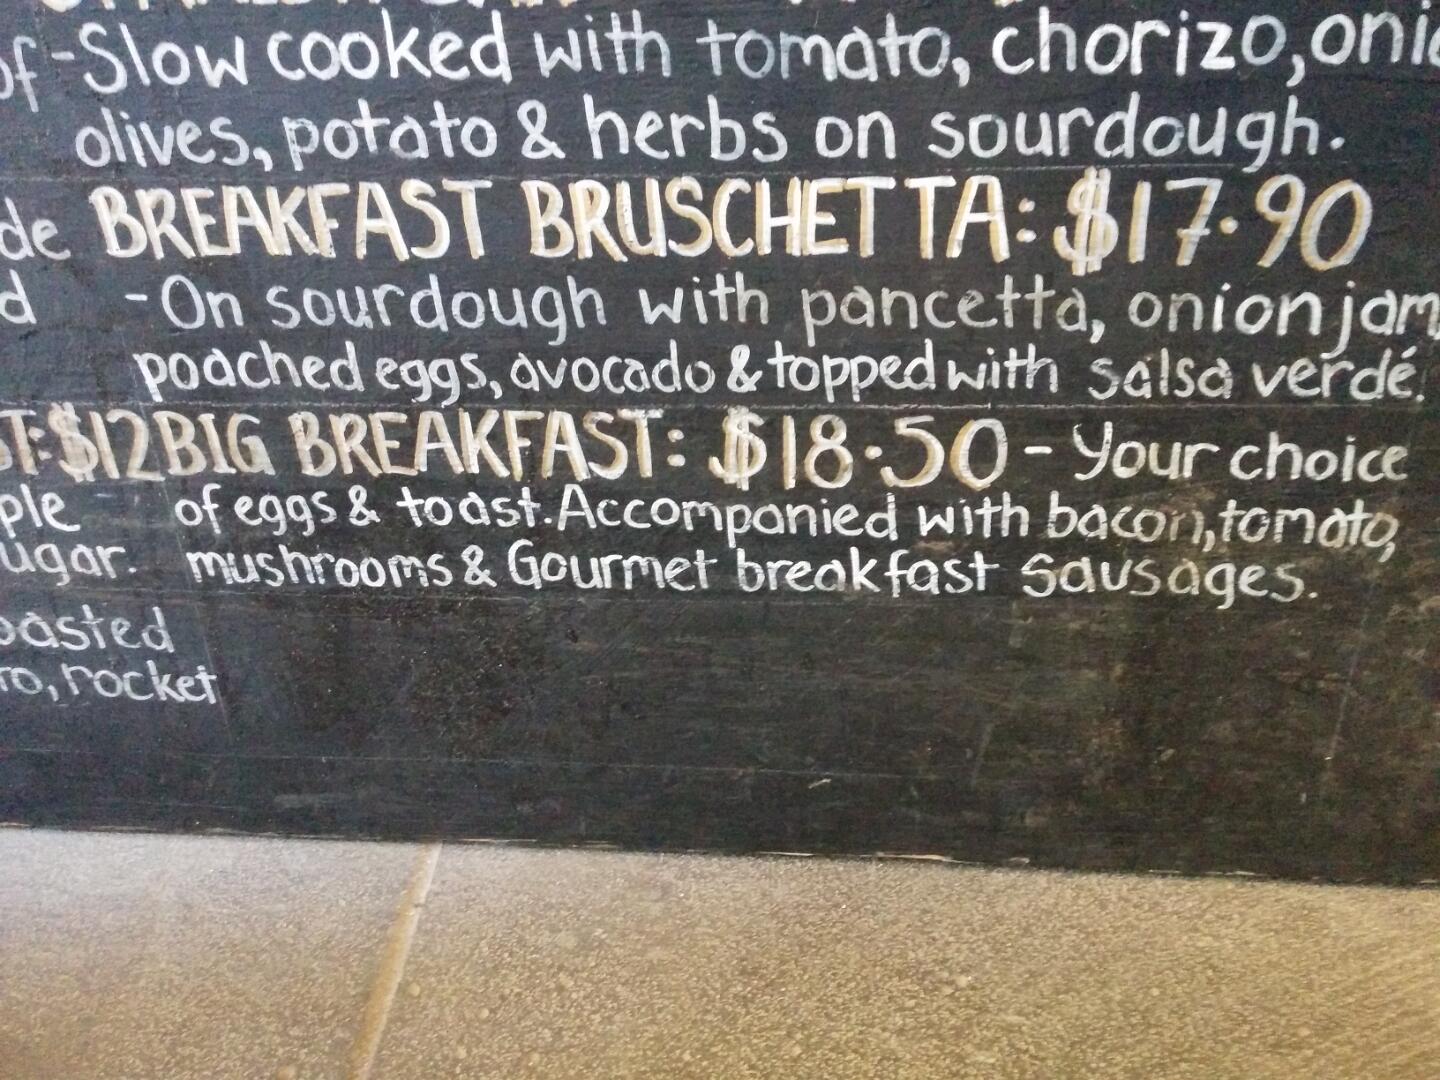 of -Slow cooked with tomato, chorizo, onio
olives, potato & herbs on sourdough.
de BREAKFAST BRUSCHETTA: $17.90
d -On sourdough with pancetta, onion jam,
poached eggs, avocado & topped with salsa verdé.
T:$12 BIG BREAKFAST: $18.50 - Your choice
ple of eggs & toast. Accompanied with bacon, tomato,
ugar. mushrooms & Gourmet breakfast Sausages.
oasted
ro, rocket